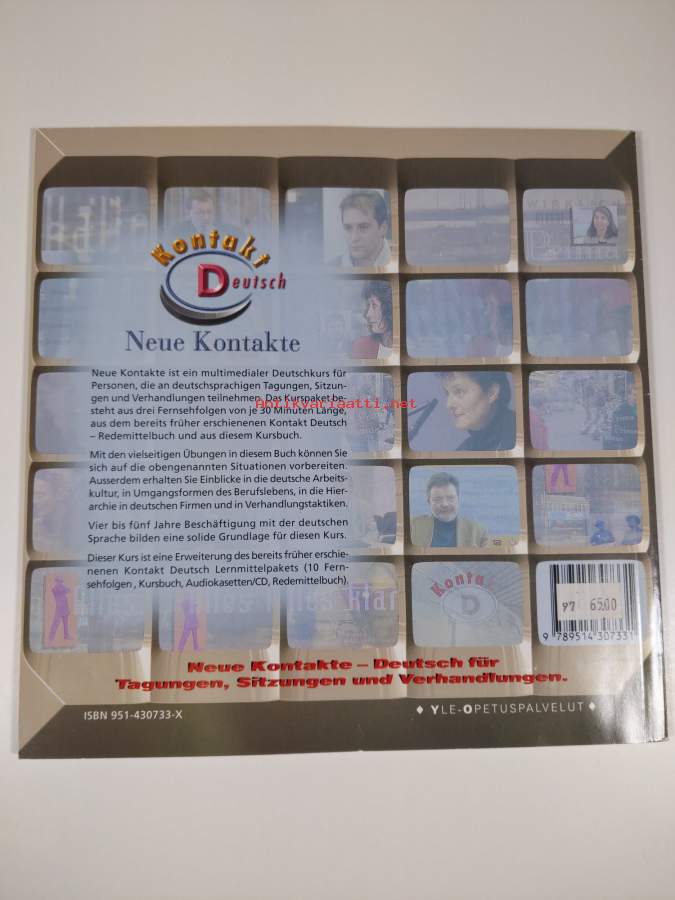 Kontakt
Deutsch
Neue Kontakte
Neue Kontakte ist ein multimedialer Deutschkurs für
Personen, die an deutschsprachigen Tagungen, Sitzun-
gen und Verhandlungen teilnehmen. Das Kurspaket be-
steht aus drei Fernsehfolgen von je 30 Minuten Länge,
aus dem bereits früher erschienenen Kontakt Deutsch
– Redemittelbuch und aus diesem Kursbuch.
Antikvariaatti.net
Mit den vielseitigen Übungen in diesem Buch können Sie
sich auf die obengenannten Situationen vorbereiten.
Ausserdem erhalten Sie Einblicke in die deutsche Arbeits-
kultur, in Umgangsformen des Berufslebens, in die Hier-
archie in deutschen Firmen und in Verhandlungstaktiken.
Vier bis fünf Jahre Beschäftigung mit der deutschen
Sprache bilden eine solide Grundlage für diesen Kurs.
Dieser Kurs ist eine Erweiterung des bereits früher erschie-
nenen Kontakt Deutsch Lernmittelpakets (10 Fern-
sehfolgen, Kursbuch, Audiokasetten/CD, Redemittelbuch).
Kontakt
D
97 65.00
9 789514 307331
Neue Kontakte – Deutsch für
Tagungen, Sitzungen und Verhandlungen.
ISBN 951-430733-X
♦ YLE-OPETUSPALVELUT ♦